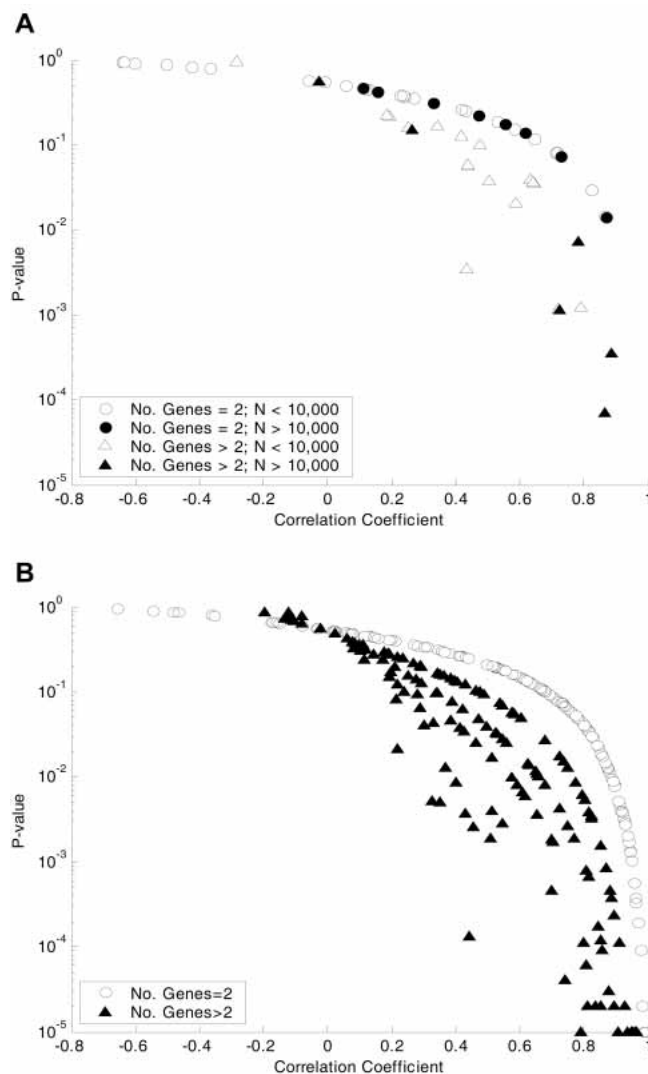 A
10^0
10^-1
10^-2
10^-3
10^-4
10^-5
P-value
No. Genes = 2; N < 10,000
No. Genes = 2; N > 10,000
No. Genes > 2; N < 10,000
No. Genes > 2; N > 10,000
-0.8 -0.6 -0.4 -0.2 0 0.2 0.4 0.6 0.8 1
Correlation Coefficient
B
10^0
10^-1
10^-2
10^-3
10^-4
10^-5
P-value
No. Genes=2
No. Genes>2
-0.8 -0.6 -0.4 -0.2 0 0.2 0.4 0.6 0.8 1
Correlation Coefficient